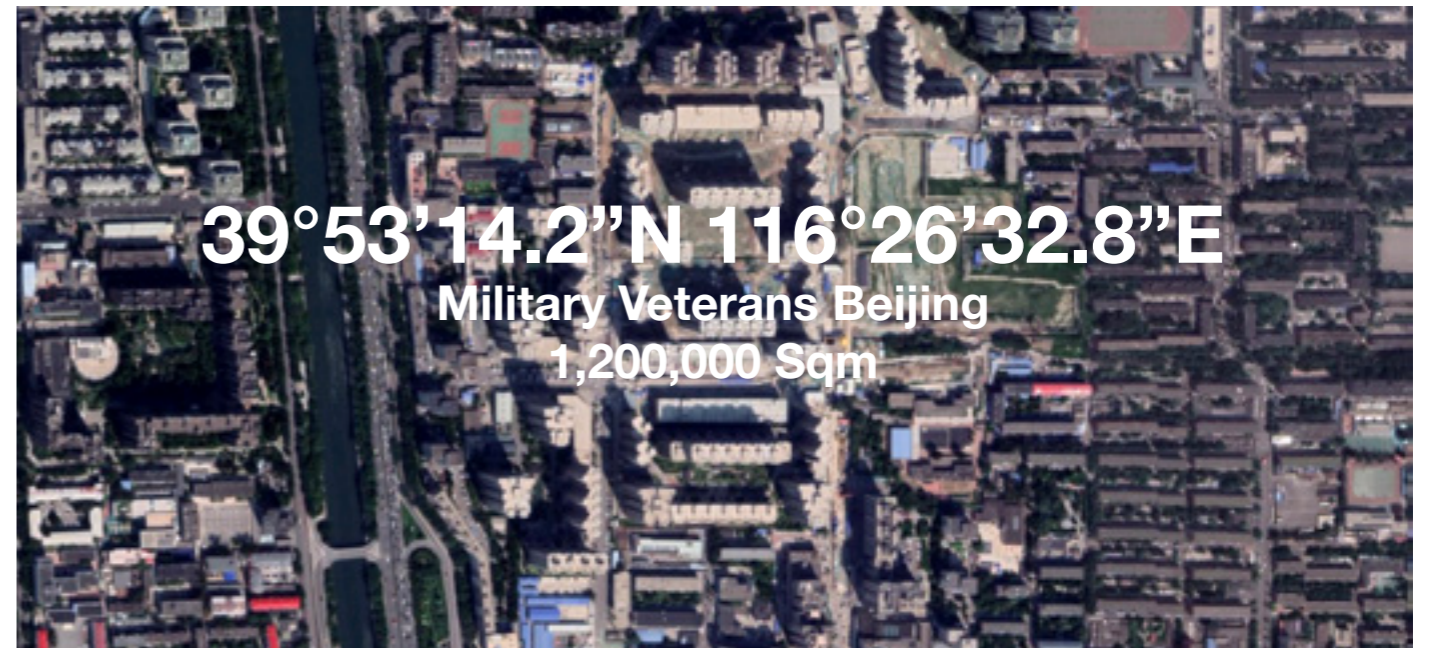 39°53’14.2”N 116°26’32.8”E
Military Veterans Beijing
1,200,000 Sqm